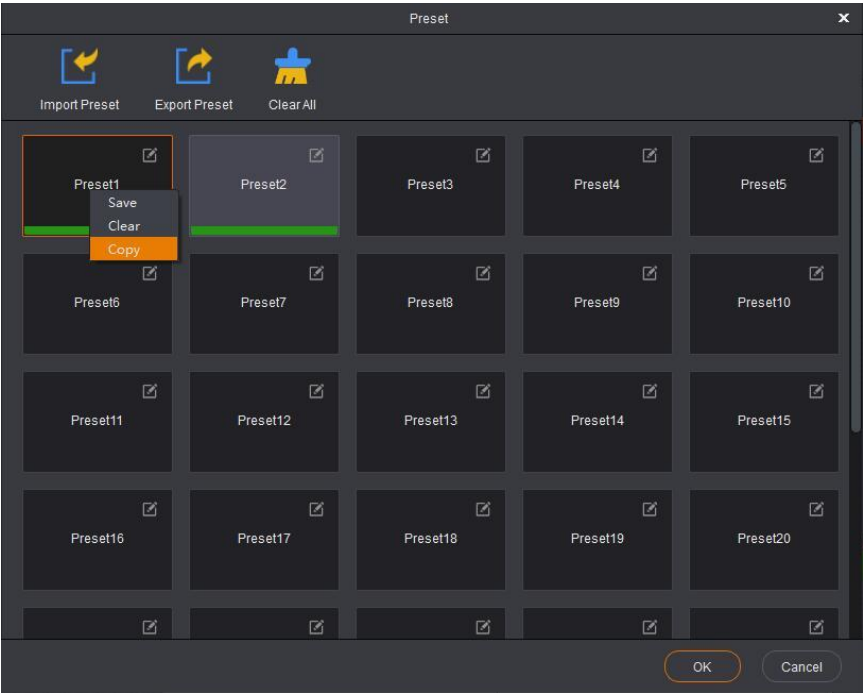 Preset
Import Preset
Export Preset
Clear All
Preset1
Preset2
Preset3
Preset4
Preset5
Save
Clear
Copy
Preset6
Preset7
Preset8
Preset9
Preset10
Preset11
Preset12
Preset13
Preset14
Preset15
Preset16
Preset17
Preset18
Preset19
Preset20
OK
Cancel